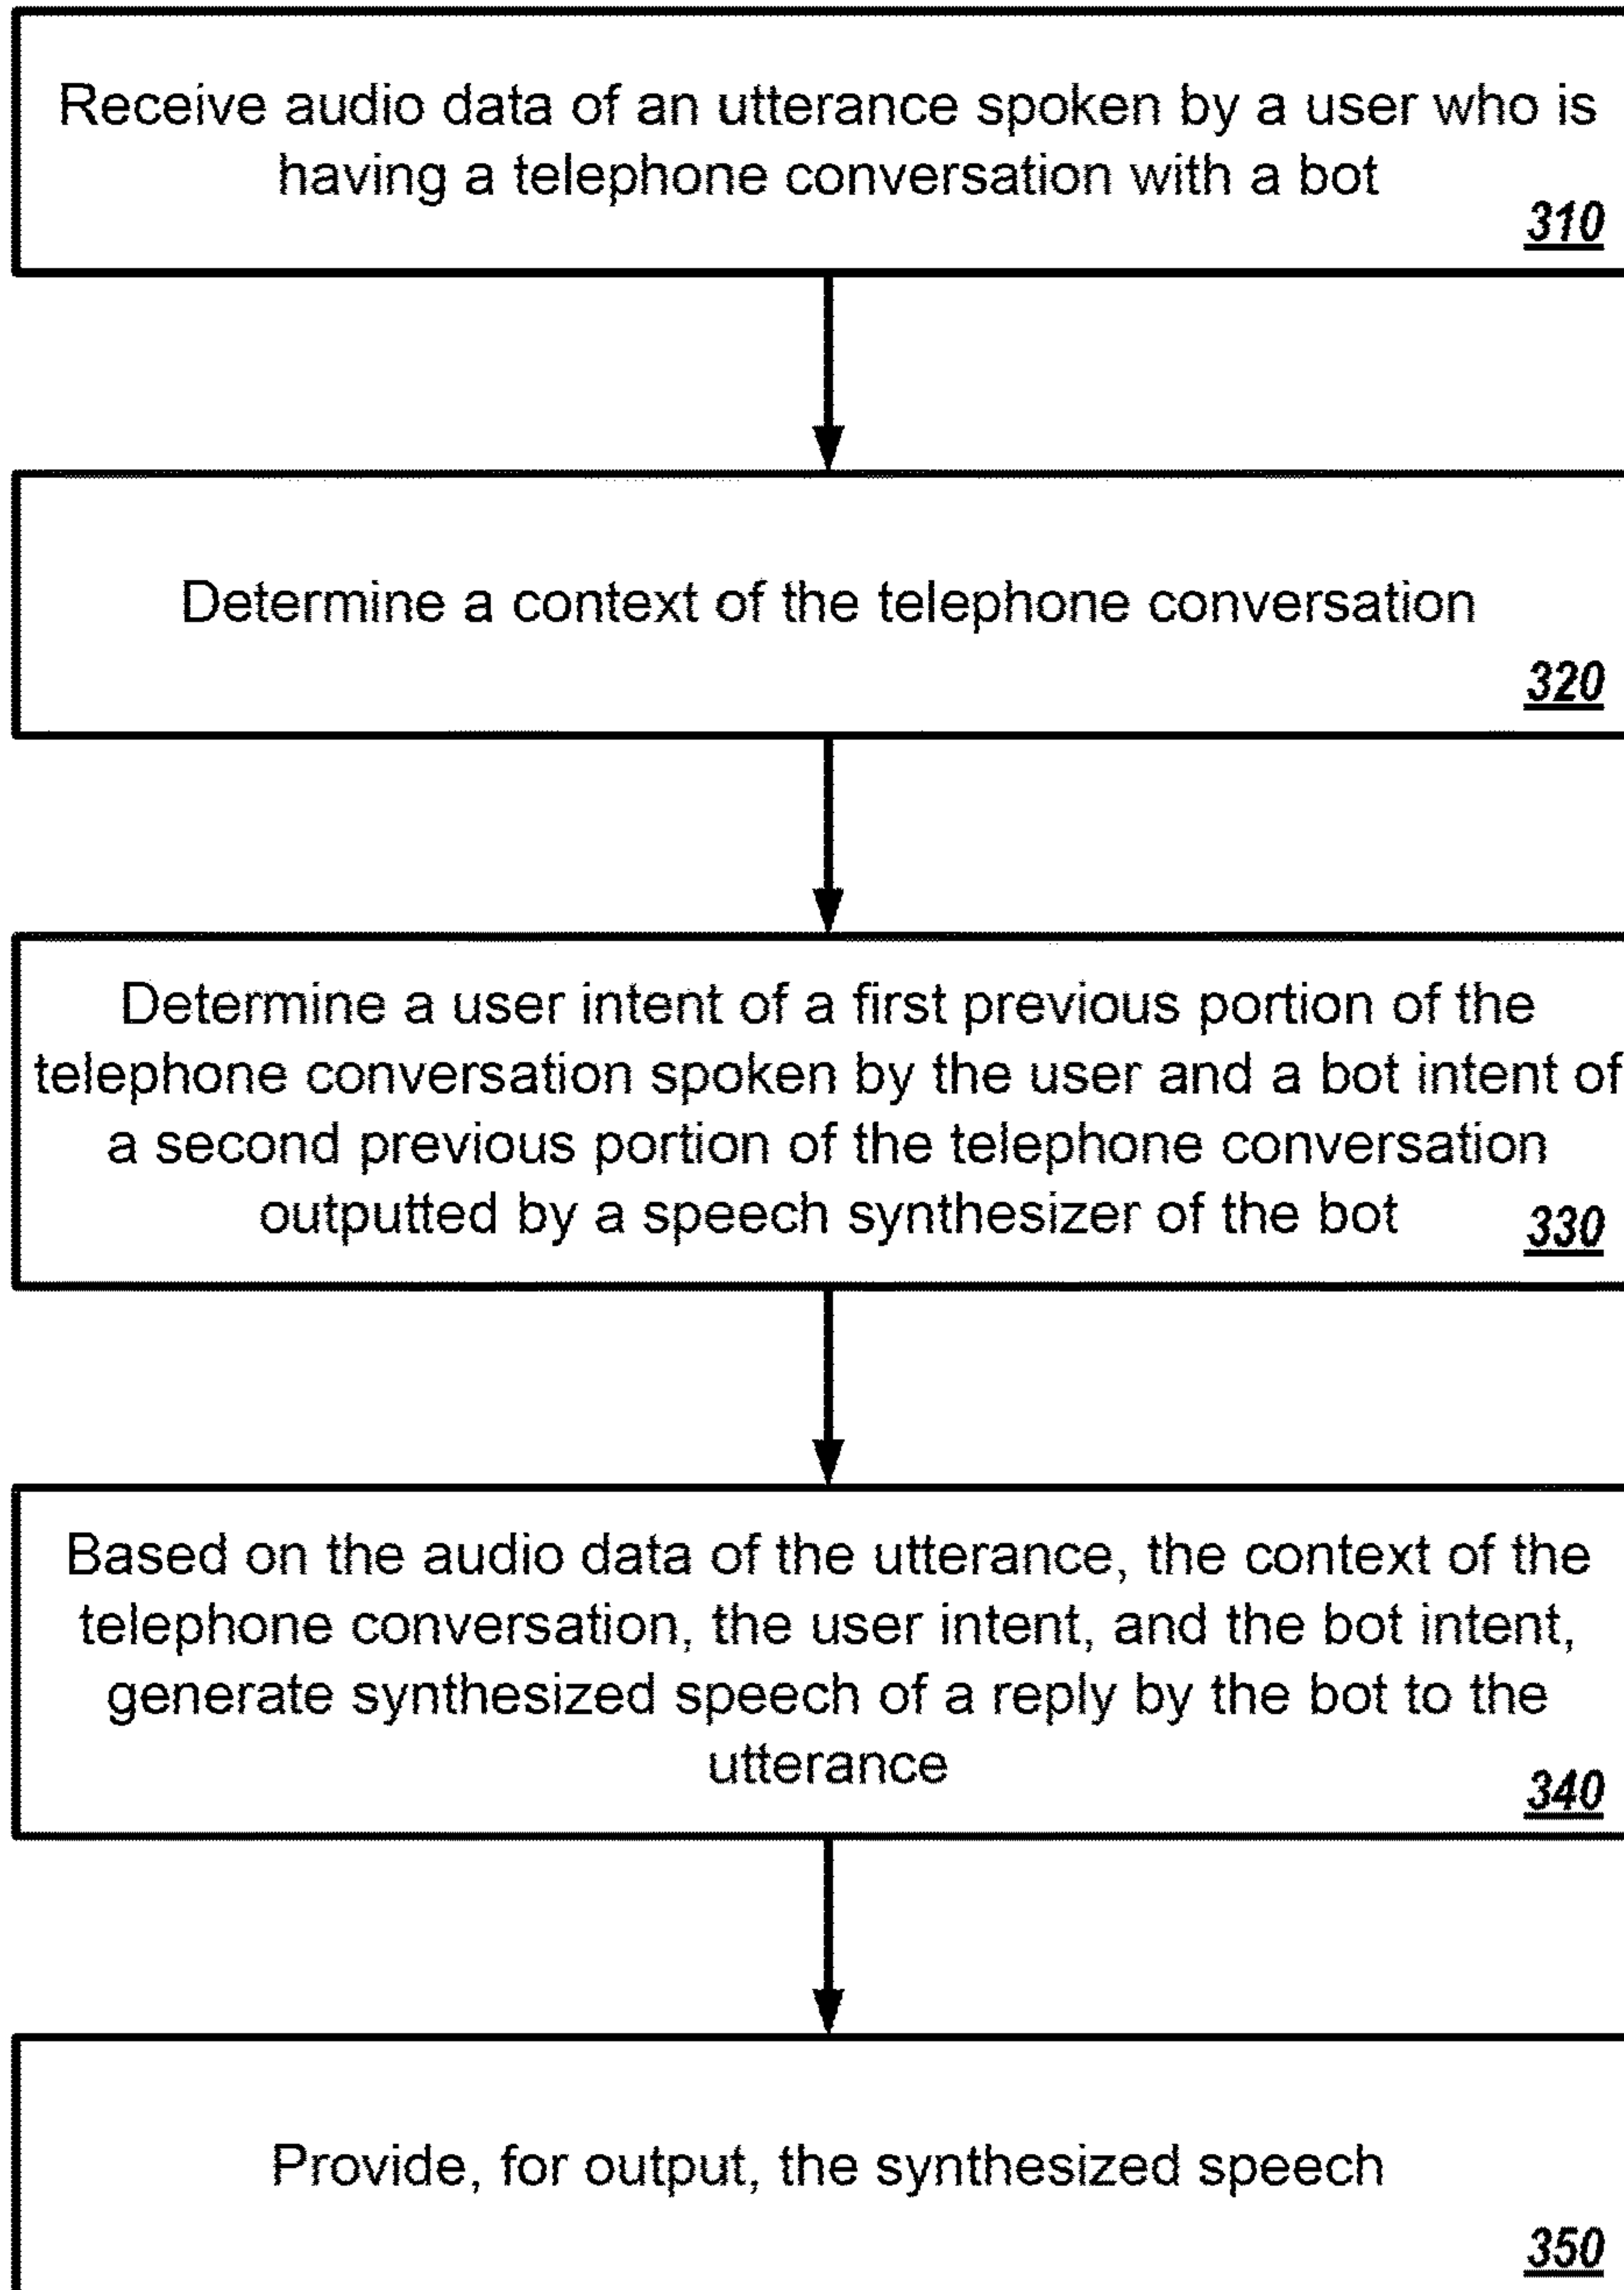 Receive audio data of an utterance spoken by a user who is
having a telephone conversation with a bot
310
Determine a context of the telephone conversation
320
Determine a user intent of a first previous portion of the
telephone conversation spoken by the user and a bot intent of
a second previous portion of the telephone conversation
outputted by a speech synthesizer of the bot
330
Based on the audio data of the utterance, the context of the
telephone conversation, the user intent, and the bot intent,
generate synthesized speech of a reply by the bot to the
utterance
340
Provide, for output, the synthesized speech
350